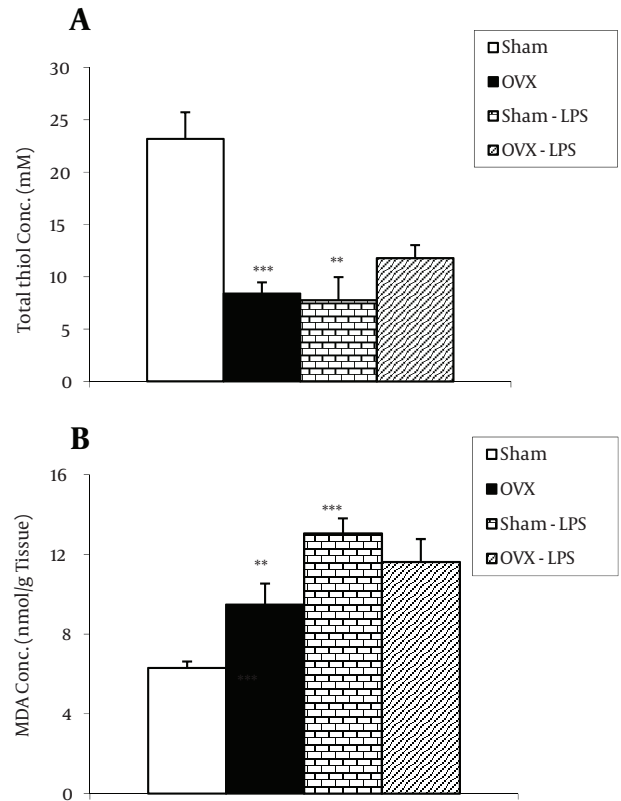 A
Sham
OVX
Sham - LPS
OVX - LPS
Total thiol Conc. (mM)
30
25
20
15
10
5
0
***
**
B
Sham
OVX
Sham - LPS
OVX - LPS
MDA Conc. (nmol/g Tissue)
16
12
8
4
0
**
***
***